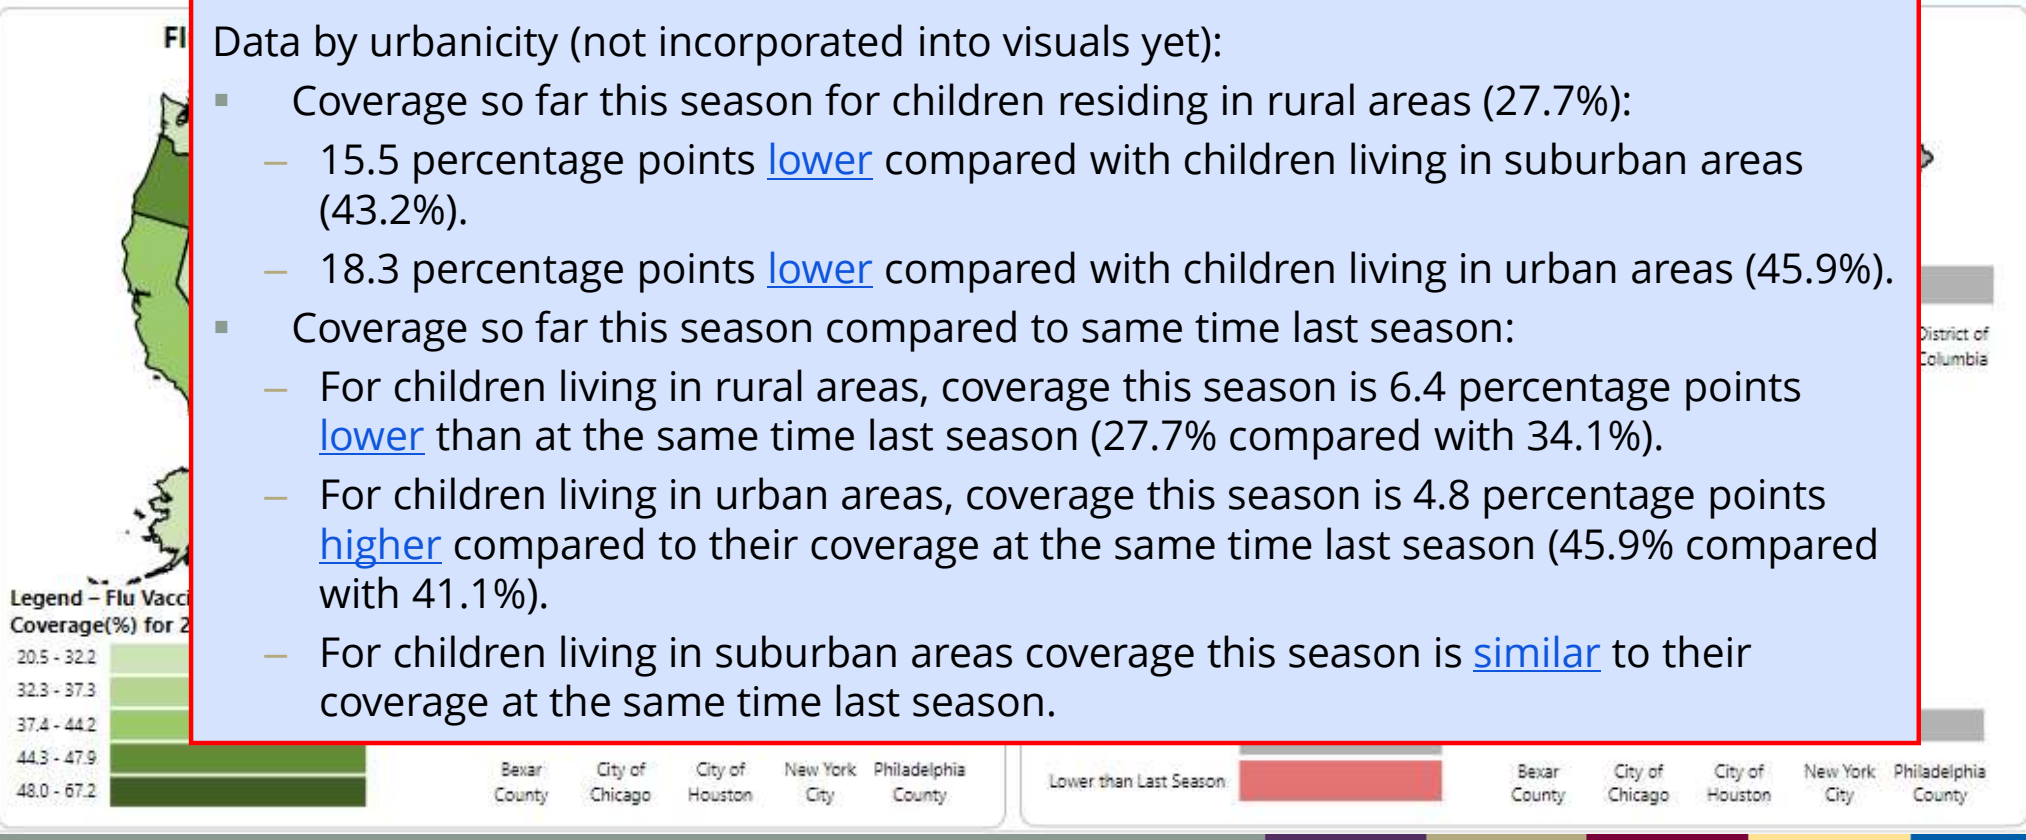 Data by urbanicity (not incorporated into visuals yet):
▪ Coverage so far this season for children residing in rural areas (27.7%):
– 15.5 percentage points lower compared with children living in suburban areas
(43.2%).
– 18.3 percentage points lower compared with children living in urban areas (45.9%).
▪ Coverage so far this season compared to same time last season:
– For children living in rural areas, coverage this season is 6.4 percentage points
lower than at the same time last season (27.7% compared with 34.1%).
– For children living in urban areas, coverage this season is 4.8 percentage points
higher compared to their coverage at the same time last season (45.9% compared
with 41.1%).
– For children living in suburban areas coverage this season is similar to their
coverage at the same time last season.
District of
Columbia
Legend – Flu
Coverage(%) for
20.5 - 32.2
32.3 - 37.3
37.4 - 44.2
44.3 - 47.9
48.0 - 67.2
Bexar County
City of Chicago
City of Houston
New York City
Philadelphia County
Lower than Last Season
Bexar County
City of Chicago
City of Houston
New York City
Philadelphia County